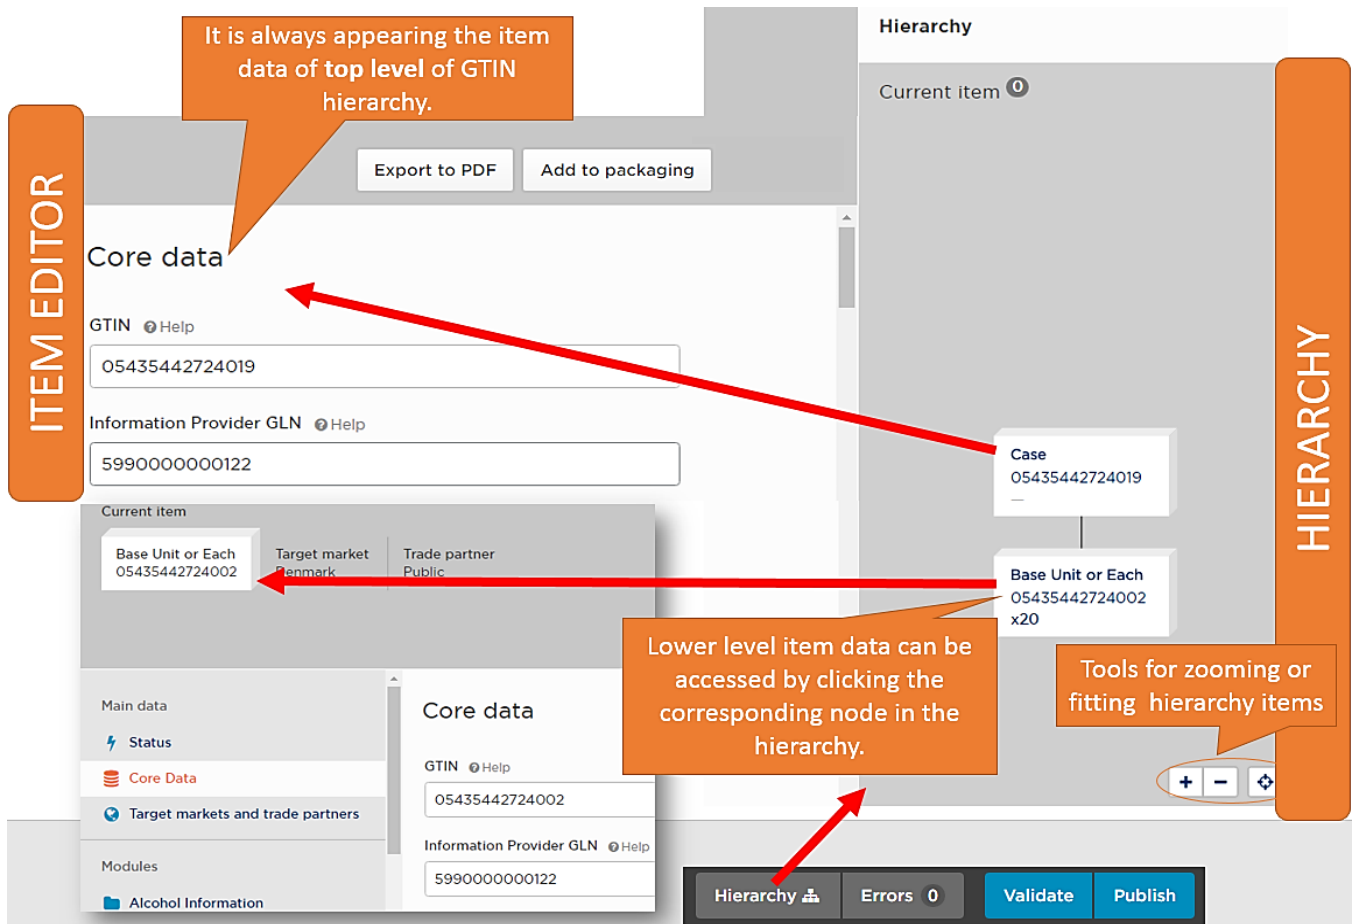 It is always appearing the item
data of top level of GTIN
hierarchy.
Hierarchy
Current item 0
ITEM EDITOR
Export to PDF
Add to packaging
Core data
GTIN Help
05435442724019
Information Provider GLN Help
5990000000122
HIERARCHY
Case
05435442724019
—
Base Unit or Each
05435442724002
x20
Current item
Base Unit or Each
05435442724002
Target market
Denmark
Trade partner
Public
Lower level item data can be
accessed by clicking the
corresponding node in the
hierarchy.
Tools for zooming or
fitting hierarchy items
+ −
Main data
Status
Core Data
Target markets and trade partners
Modules
Alcohol Information
Core data
GTIN Help
05435442724002
Information Provider GLN Help
5990000000122
Hierarchy
Errors 0
Validate
Publish